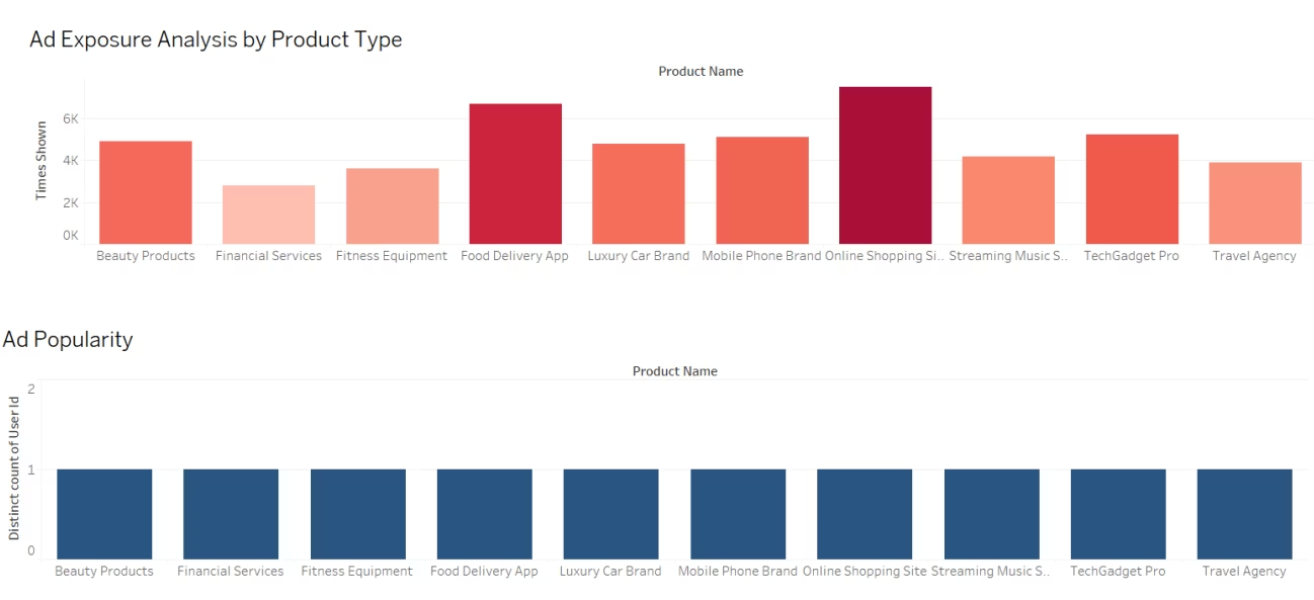 Ad Exposure Analysis by Product Type
Product Name
Times Shown
6K
4K
2K
0K
Beauty Products Financial Services Fitness Equipment Food Delivery App Luxury Car Brand Mobile Phone Brand Online Shopping Si.. Streaming Music S.. TechGadget Pro Travel Agency
Ad Popularity
Product Name
Distinct count of User Id
2
1
0
Beauty Products Financial Services Fitness Equipment Food Delivery App Luxury Car Brand Mobile Phone Brand Online Shopping Site Streaming Music S.. TechGadget Pro Travel Agency